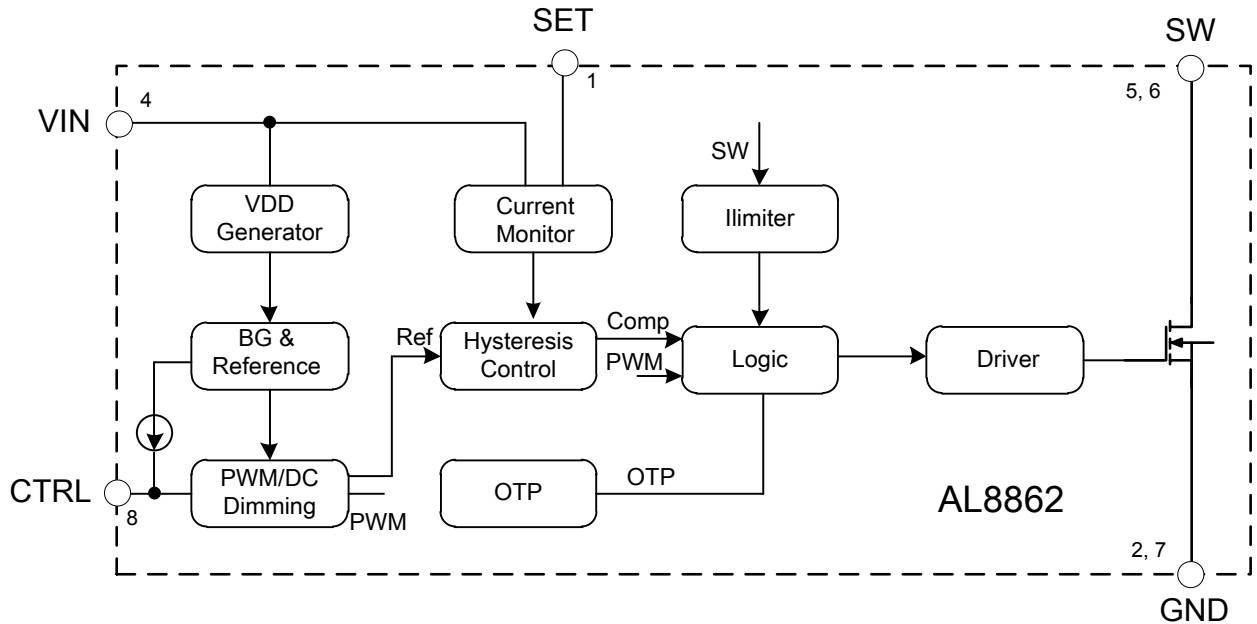 SET
SW
1
5, 6
4
VIN
SW
VDD
Generator
Current
Monitor
Ilimiter
BG &
Reference
Ref
Hysteresis
Control
Comp
PWM
Logic
Driver
CTRL
8
PWM/DC
Dimming
PWM
OTP
OTP
AL8862
2, 7
GND